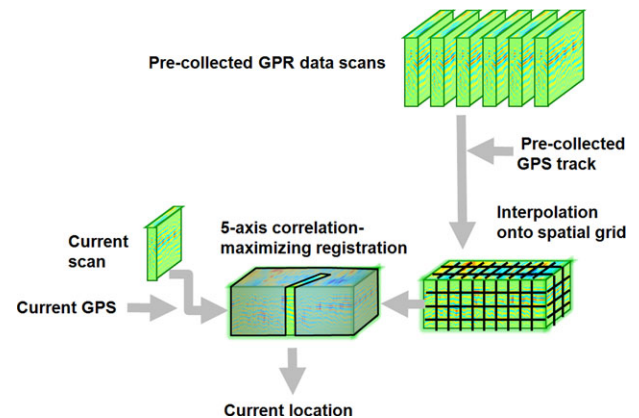 Pre-collected GPR data scans
Pre-collected
GPS track
Interpolation
onto spatial grid
5-axis correlation-
maximizing registration
Current
scan
Current GPS
Current location